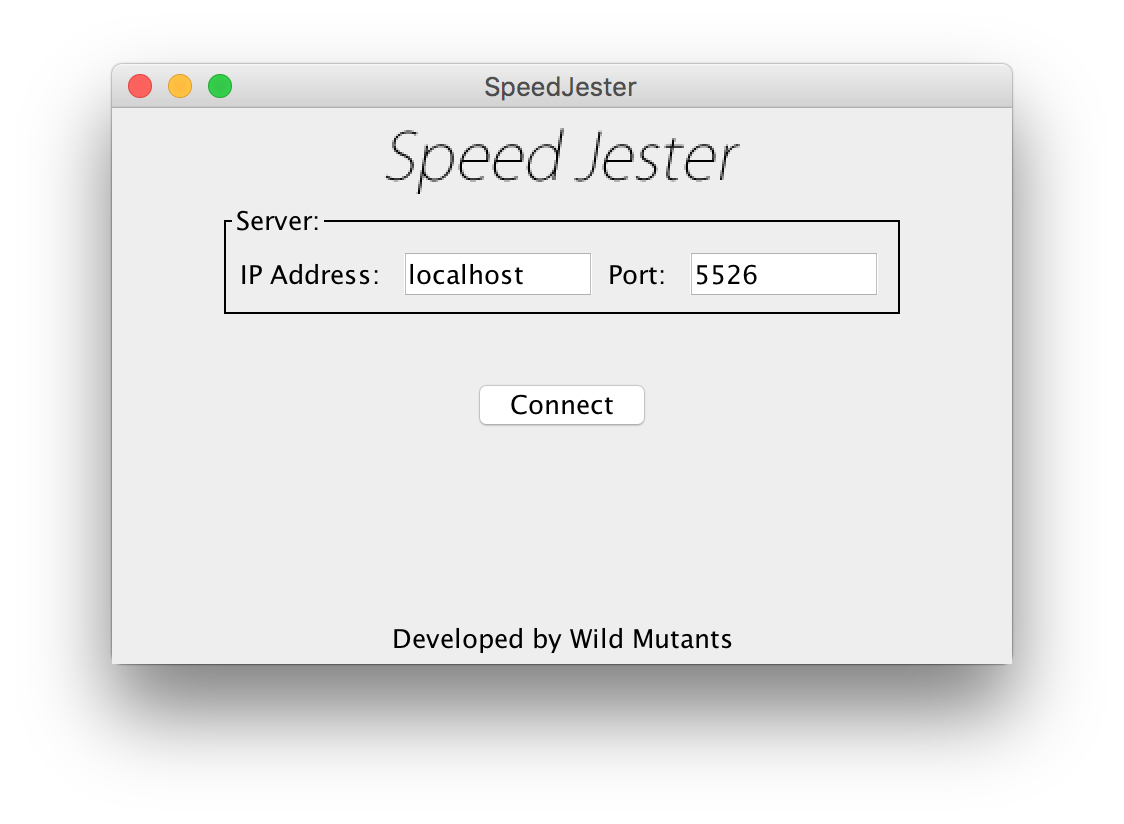 SpeedJester
Speed Jester
Server:
IP Address: localhost Port: 5526
Connect
Developed by Wild Mutants